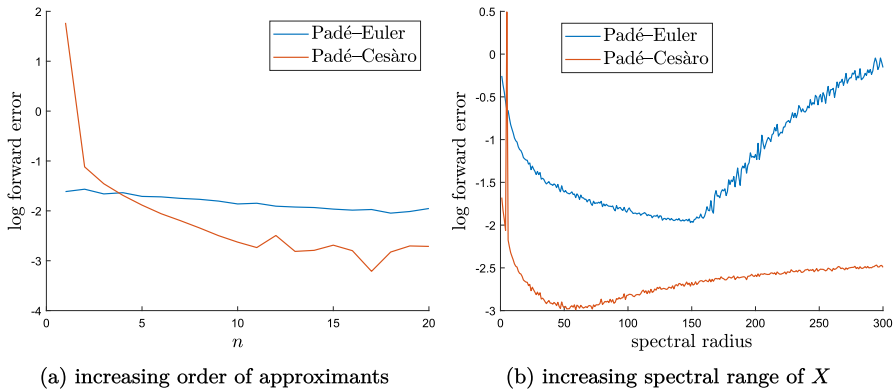 2
1
0
-1
-2
-3
-4
0
5
10
15
20
log forward error
n
Padé–Euler
Padé–Cesàro
(a) increasing order of approximants
0.5
0
-0.5
-1
-1.5
-2
-2.5
-3
0
50
100
150
200
250
300
log forward error
spectral radius
Padé–Euler
Padé–Cesàro
(b) increasing spectral range of X